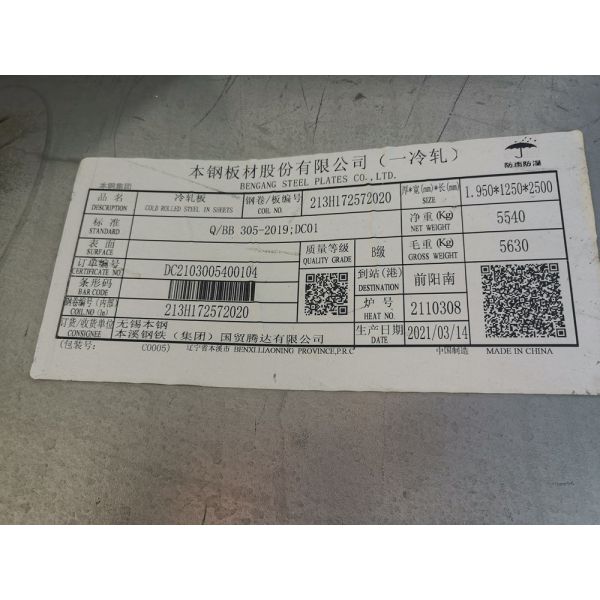 本钢集团
本钢板材股份有限公司(一冷轧)
BENGANG STEEL PLATES CO.,LTD.
防雨防湿
品 名
DESCRIPTION
冷轧板
COLD ROLLED STEEL IN SHEETS
钢卷/板编号
COIL NO.
213H172572020
厚*宽(mm)*长(mm)
SIZE
1.950*1250*2500
标 准
STANDARD
Q/BB 305-2019;DC01
净重(Kg)
NET WEIGHT
5540
表 面
SURFACE
质量等级
QUALITY GRADE
B级
毛重(Kg)
GROSS WEIGHT
5630
订单编号
CERTIFICATE NO
DC2103005400104
到站(港)
DESTINATION
前阳南
条形码
BAR CODE
钢卷编号(内部)
COIL.NO (In)
213H172572020
炉 号
HEAT NO.
2110308
订货/收货单位
CONSIGNEE
无锡本钢
本溪钢铁(集团)国贸腾达有限公司
生产日期
DATE
2021/03/14
(包装号: C0005)
辽宁省本溪市 BENXI.LIAONING PROVINCE,P.R.C
中国制造 MADE IN CHINA